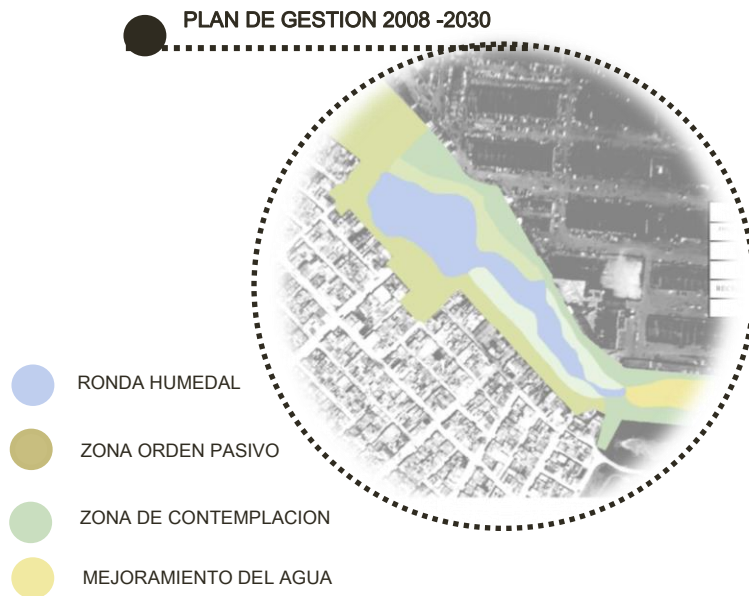 PLAN DE GESTION 2008 -2030
RONDA HUMEDAL
ZONA ORDEN PASIVO
ZONA DE CONTEMPLACION
MEJORAMIENTO DEL AGUA